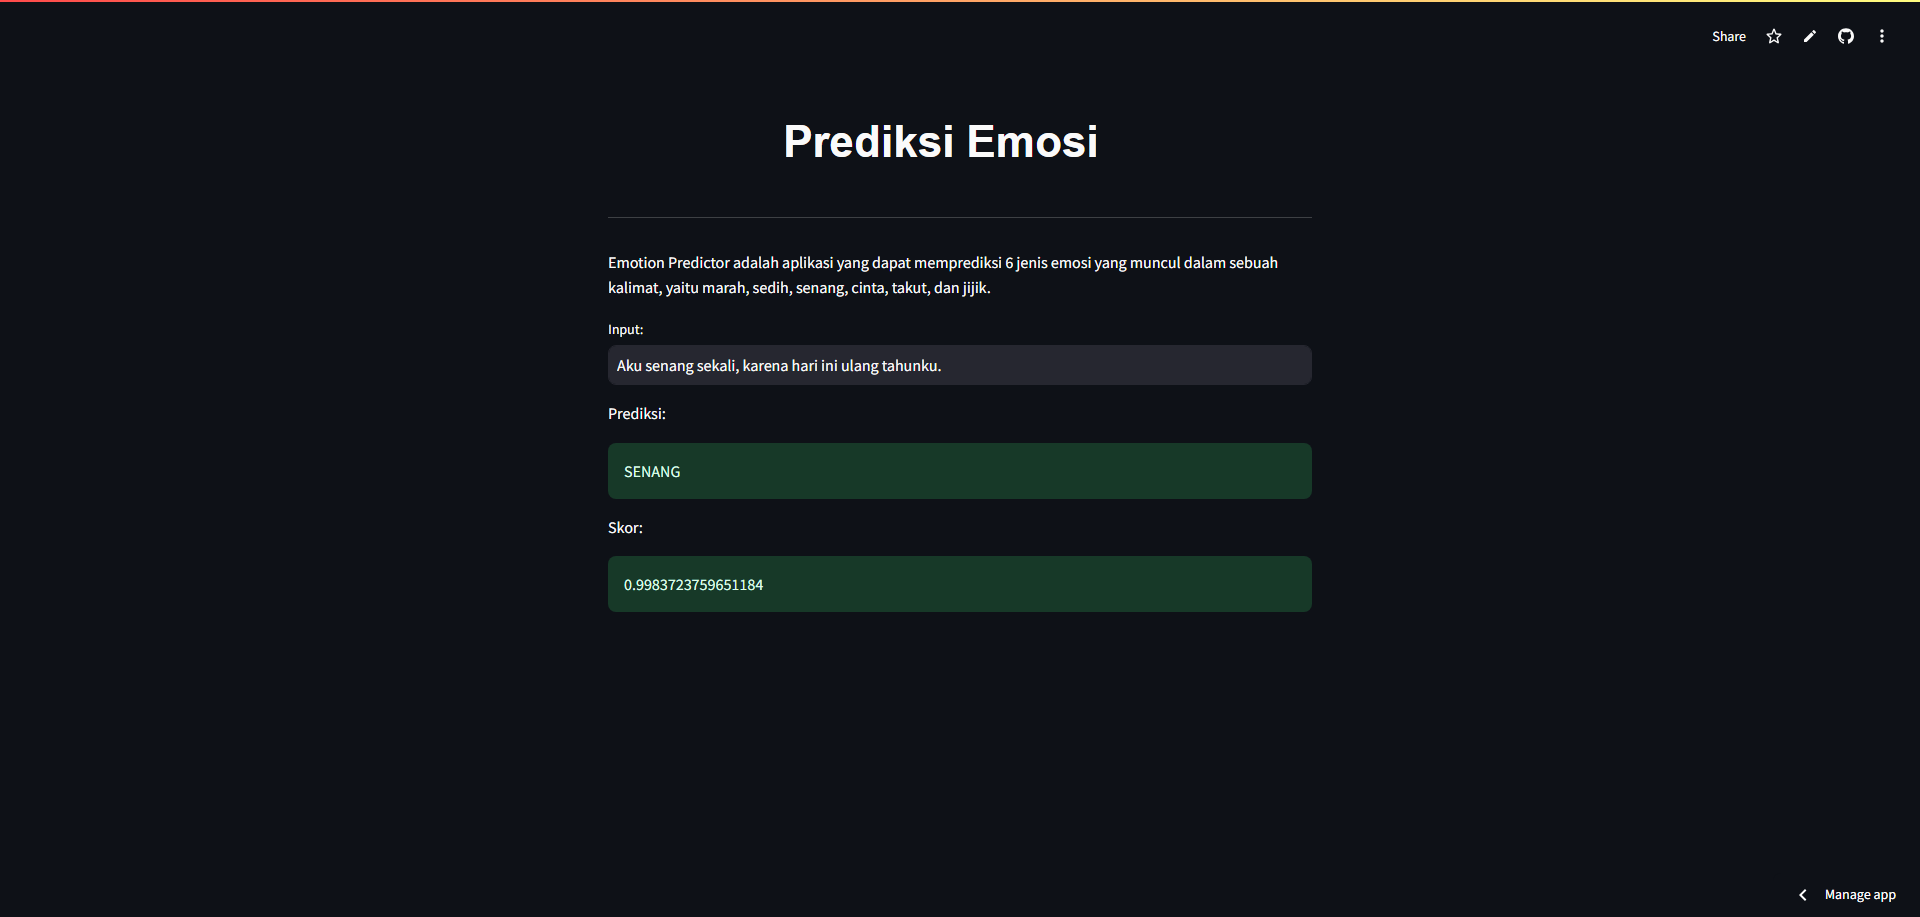 Share
Prediksi Emosi
Emotion Predictor adalah aplikasi yang dapat memprediksi 6 jenis emosi yang muncul dalam sebuah
kalimat, yaitu marah, sedih, senang, cinta, takut, dan jijik.
Input:
Aku senang sekali, karena hari ini ulang tahunku.
Prediksi:
SENANG
Skor:
0.9983723759651184
Manage app